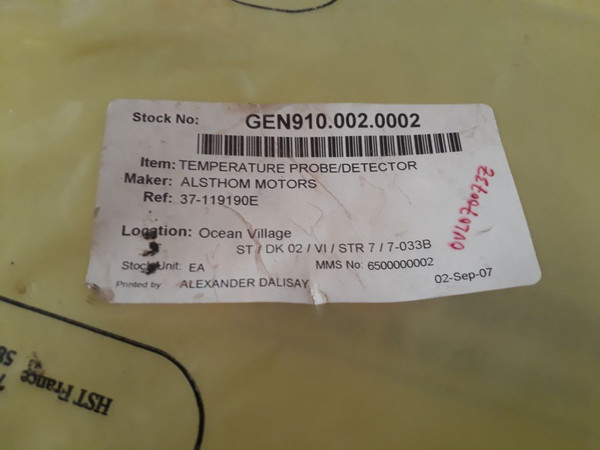 Stock No: GEN910.002.0002
Item: TEMPERATURE PROBE/DETECTOR
Maker: ALSTHOM MOTORS
Ref: 37-119190E
Location: Ocean Village
ST / DK 02 / VI / STR 7 / 7-033B
Stock Unit: EA
MMS No: 6500000002
Printed by ALEXANDER DALISAY
02-Sep-07
HST France